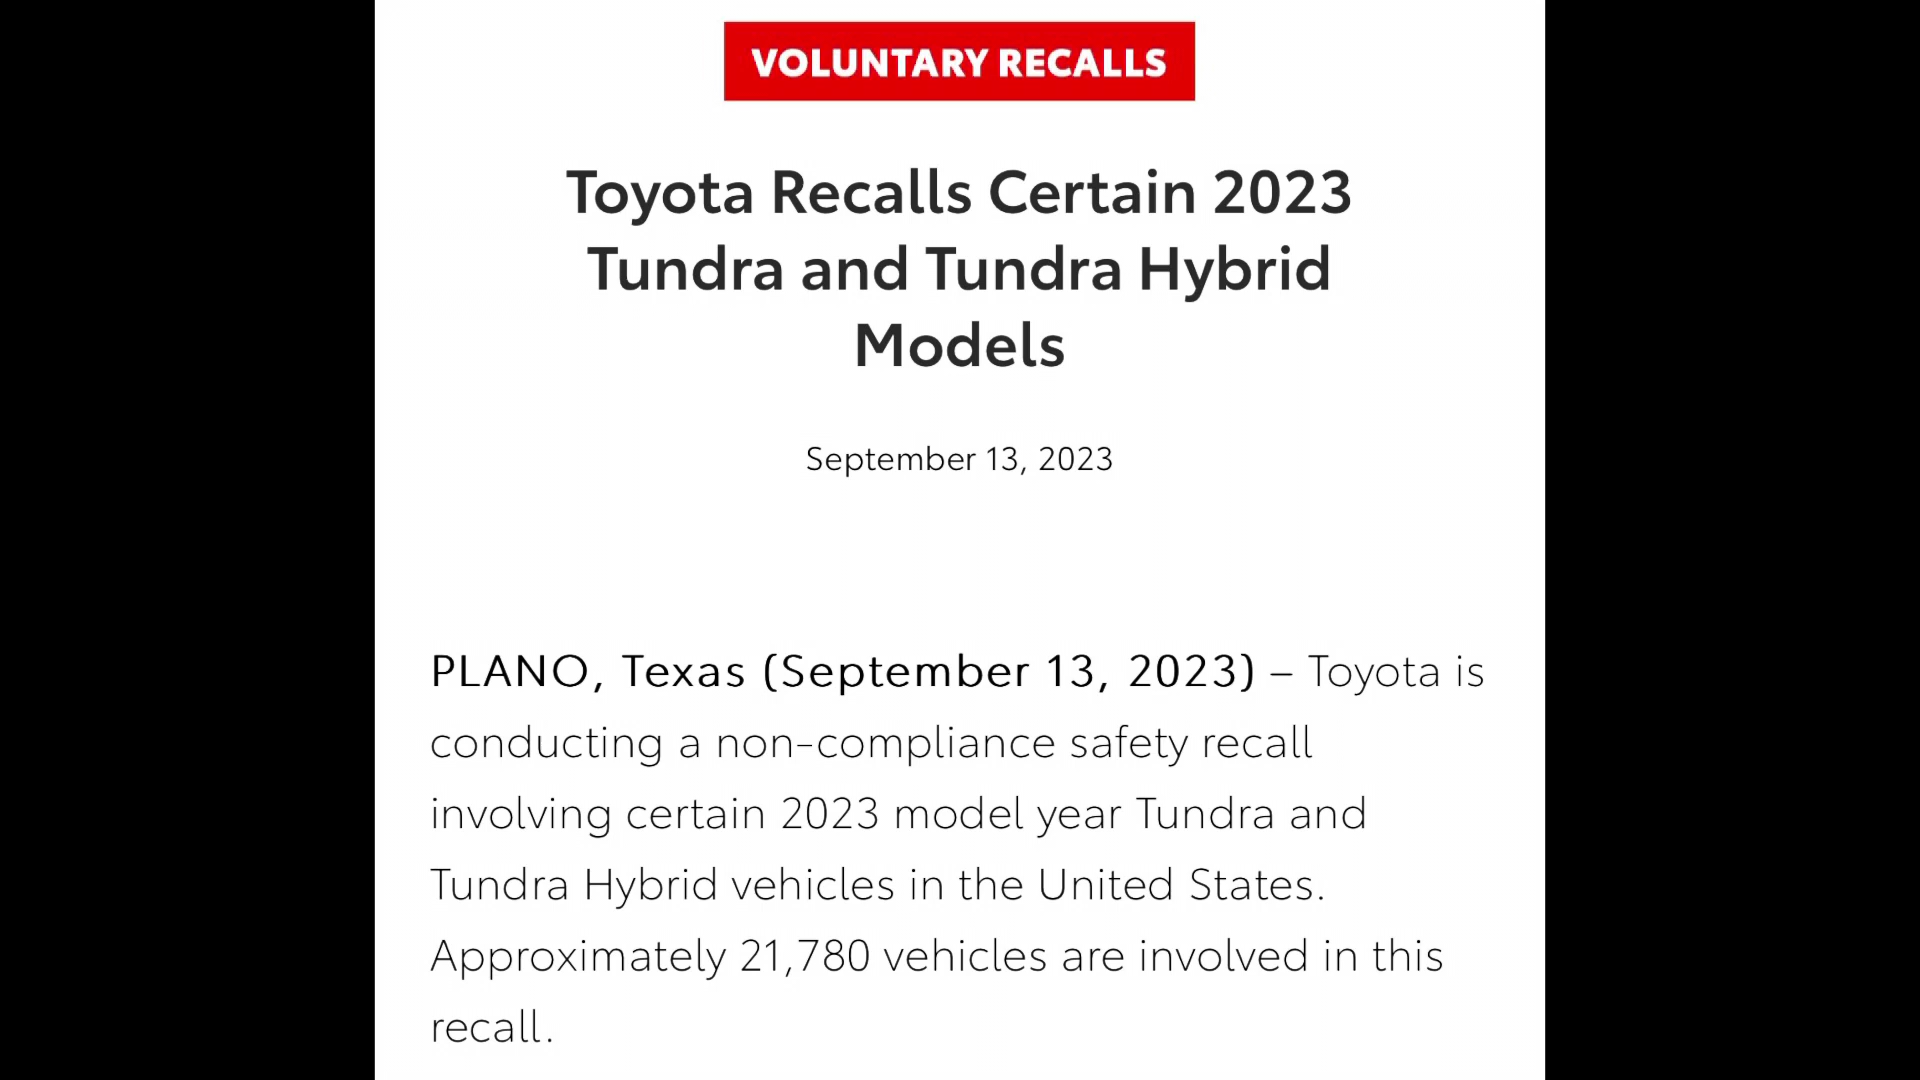 VOLUNTARY RECALLS
Toyota Recalls Certain 2023
Tundra and Tundra Hybrid
Models
September 13, 2023
PLANO, Texas (September 13, 2023) – Toyota is
conducting a non-compliance safety recall
involving certain 2023 model year Tundra and
Tundra Hybrid vehicles in the United States.
Approximately 21,780 vehicles are involved in this
recall.